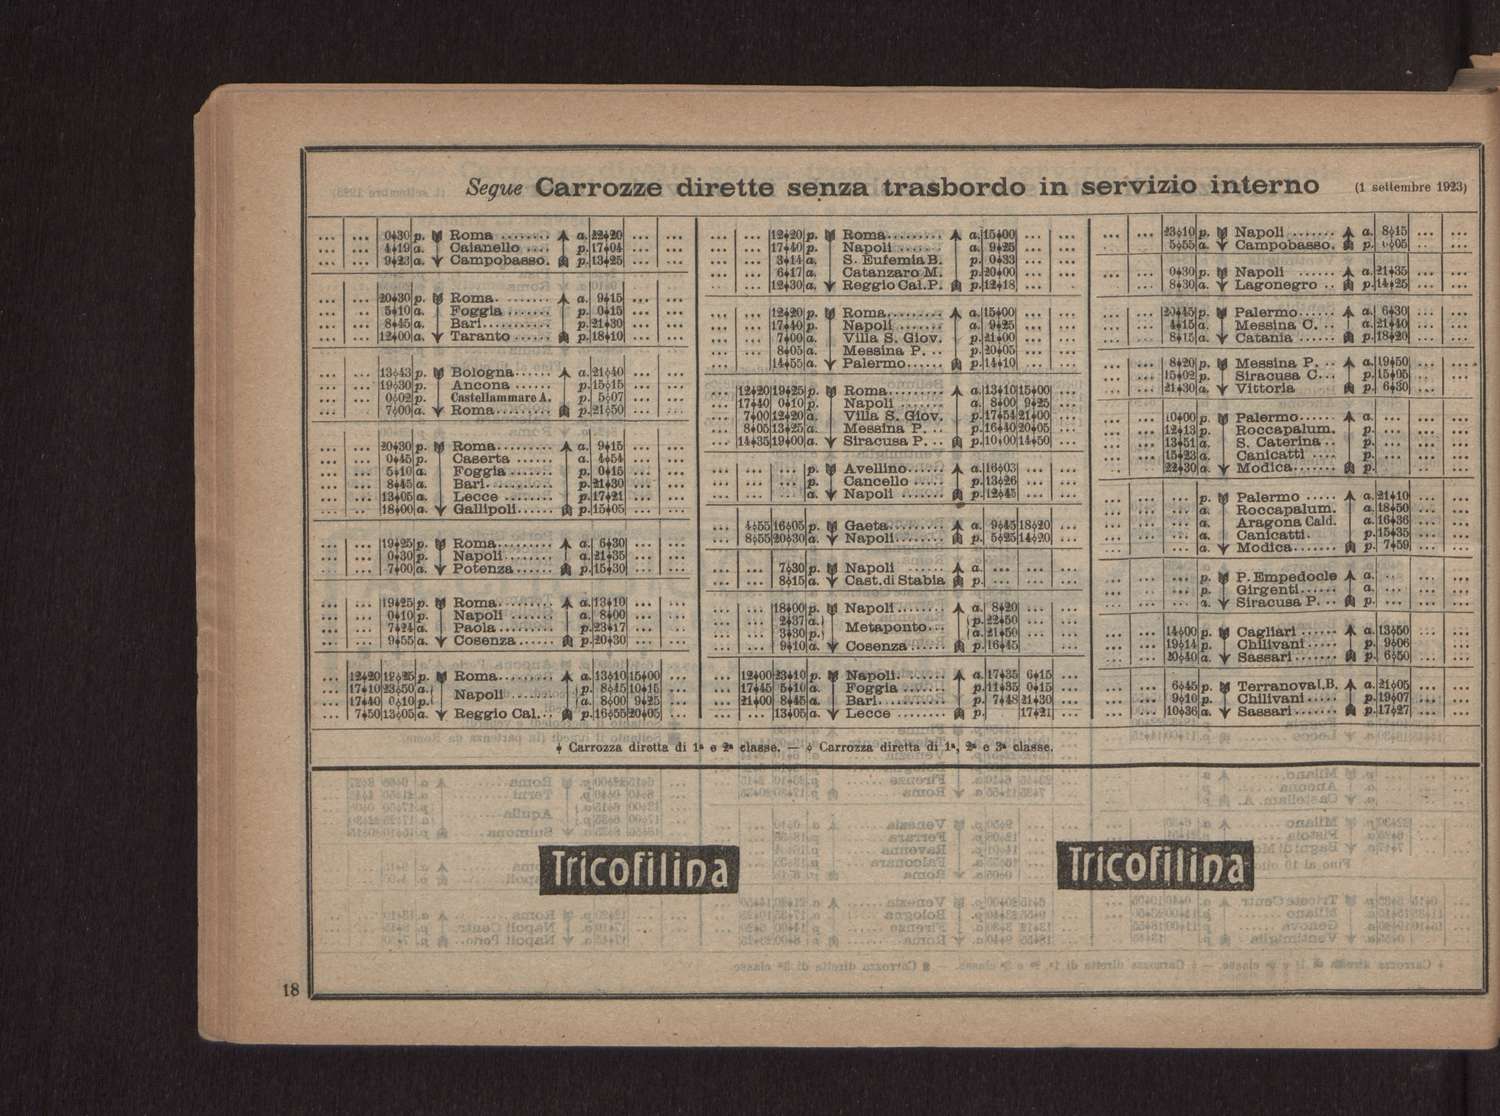 Segue Carrozze dirette senza trasbordo in servizio interno (1 settembre 1923)
... ... 0 30 p. Roma ........ a. 22 20 ... ...
... ... 4 19 a. Caianello .... p. 17 04 ... ...
... ... 9 23 a. Campobasso. p. 13 25 ... ...
... ... 20 30 p. Roma ........ a. 9 15 ... ...
... .. 5 10 a. Foggia ...... p. 0 15 ... ...
... ... 8 45 a. Bari .......... p. 21 30 ... ...
... ... 12 00 a. Taranto ...... p. 18 10 ... ...
... ... 13 43 p. Bologna ...... a. 21 40 ... ...
... ... 19 30 p. Ancona ...... p. 15 15 ... ...
... ... 0 02 p. Castellammare A. p. 5 07 ... ...
... ... 7 00 a. Roma ......... p. 21 50 ... ...
... ... 20 30 p. Roma ........ a. 9 15 ... ...
... ... 0 45 p. Caserta ...... a. 4 54 ... ...
... ... 5 10 a. Foggia ....... p. 0 15 ... ...
... ... 8 45 a. Bari .......... p. 21 30 ... ...
... ... 13 05 a. Lecce ........ p. 17 21 ... ...
... ... 18 00 a. Gallipoli ...... p. 15 05 ... ...
... ... 19 25 p. Roma ........ a. 6 30 ... ...
... ... 0 30 p. Napoli ....... a. 21 35 ... ...
... ... 7 00 a. Potenza ...... p. 15 30 ... ...
... ... 19 25 p. Roma ........ a. 13 10 ... ...
... ... 0 10 p. Napoli ...... a. 8 00 ... ...
... ... 7 24 a. Paola ......... p. 23 17 ... ...
... ... 9 55 a. Cosenza ..... p. 20 30 ... ...
... 12 20 19 25 p. Roma ........ a. 13 10 15 00 ...
... 17 10 23 50 a. Napoli p. 8 15 10 15 ...
... 17 40 0 10 p. a. 8 00 9 25 ...
... 7 50 13 05 a. Reggio Cal... p. 16 55 20 05 ...
... ... 12 20 p. Roma ......... a. 15 00 ... ...
... ... 17 40 p. Napoli ...... a. 9 25 ... ...
... ... 3 14 a. S. Eufemia B. p. 0 33 ... ...
... ... 6 17 a. Catanzaro M. p. 20 00 ... ...
... ... 12 30 a. Reggio Cal. P. p. 12 18 ... ...
... ... 12 20 p. Roma ......... a. 15 00 ... ...
... ... 17 40 p. Napoli ....... a. 9 25 ... ...
... ... 7 00 a. Villa S. Giov. p. 21 00 ... ...
... ... 8 05 a. Messina P. .. p. 20 05 ... ...
... ... 14 55 a. Palermo ...... p. 14 10 ... ...
... 12 20 19 25 p. Roma ......... a. 13 10 15 00 ...
... 17 40 0 10 p. Napoli ...... a. 8 00 9 25 ...
... 7 00 12 20 a. Villa S. Giov. p. 17 54 21 00 ...
... 8 05 13 25 a. Messina P. ... p. 16 40 20 05 ...
... 14 35 19 00 a. Siracusa P. .. p. 10 00 14 50 ...
... ... ... p. Avellino ...... a. 16 03 ... ...
... ... ... p. Cancello ..... p. 13 26 ... ...
... ... ... a. Napoli ....... p. 12 45 ... ...
... 4 55 16 05 p. Gaeta ......... a. 9 45 18 20 ...
... 8 55 20 30 a. Napoli ........ p. 5 25 14 20 ...
... ... 7 30 p. Napoli ...... a. ... ... ...
... ... 8 15 a. Cast. di Stabia p. ... ... ...
... ... 18 00 p. Napoli ........ a. 8 20 ... ...
... ... 2 37 a. Metaponto ... p. 22 50 ... ...
... ... 3 30 p. a. 21 50 ... ...
... ... 9 10 a. Cosenza ...... p. 16 45 ... ...
... 12 00 23 10 p. Napoli ........ a. 17 35 6 15 ...
... 17 45 5 10 a. Foggia ....... p. 11 35 0 15 ...
... 21 00 8 45 a. Bari .......... p. 7 48 21 30 ...
... ... 13 05 a. Lecce ........ p. 17 21 ...
... ... 23 10 p. Napoli ...... a. 8 15 ... ...
... ... 5 55 a. Campobasso. p. 05 ... ...
... ... 0 30 p. Napoli ...... a. 21 35 ... ...
... ... 8 30 a. Lagonegro .. p. 14 25 ... ...
... ... 20 45 p. Palermo ...... a. 6 30 ... ...
... ... 4 15 a. Messina C. .. a. 21 40 ... ...
... ... 8 15 a. Catania ...... p. 18 20 ... ...
... ... 8 20 p. Messina P. .. a. 19 50 ... ...
... ... 15 02 p. Siracusa C... p. 15 05 ... ...
... ... 21 30 a. Vittoria ...... p. 6 30 ... ...
... ... 10 00 p. Palermo ...... a. ... ... ...
... ... 12 13 p. Roccapalum. p. ... ... ...
... ... 13 51 a. S. Caterina .. p. ... ... ...
... ... 15 23 a. Canicatti .... p. ... ... ...
... ... 22 30 a. Modica ....... p. ... ... ...
... ... ... p. Palermo ..... a. 21 10 ... ...
... ... ... a. Roccapalum. p. 18 50 ... ...
... ... ... a. Aragona Cald. a. 16 36 ... ...
... ... ... a. Canicatti. p. 15 35 ... ...
... ... ... a. Modica ....... p. 7 59 ... ...
... ... ... p. P. Empedocle a. ... ... ...
... ... ... p. Girgenti ..... p. ... ... ...
... ... ... a. Siracusa P. .. p. ... ... ...
... ... 14 00 p. Cagliari ...... a. 13 50 ... ...
... ... 19 14 p. Chilivani ..... p. 9 06 ... ...
... ... 20 40 a. Sassari ....... p. 6 50 ... ...
... ... 6 45 p. Terranova I. B. a. 21 05 ... ...
... ... 9 10 p. Chilivani ..... p. 19 07 ... ...
... ... 10 36 a. Sassari ....... p. 17 27 ... ...
Carrozza diretta di 1ª e 2ª classe. — Carrozza diretta di 1ª, 2ª e 3ª classe.
Tricofilina Tricofilina
18